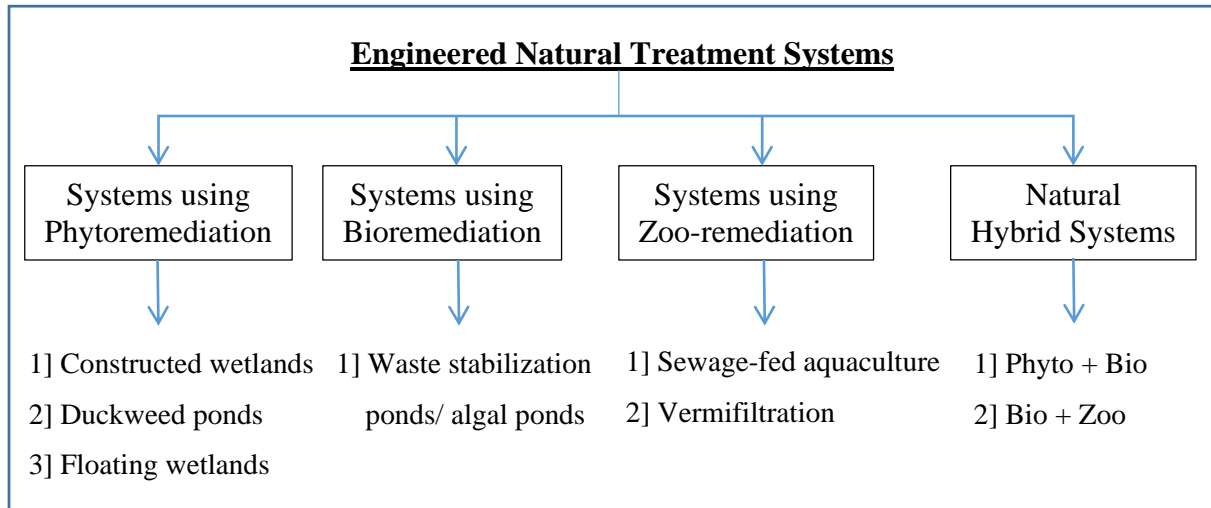 Engineered Natural Treatment Systems
Systems using
Phytoremediation
Systems using
Bioremediation
Systems using
Zoo-remediation
Natural
Hybrid Systems
1] Constructed wetlands
2] Duckweed ponds
3] Floating wetlands
1] Waste stabilization
ponds/ algal ponds
1] Sewage-fed aquaculture
2] Vermifiltration
1] Phyto + Bio
2] Bio + Zoo